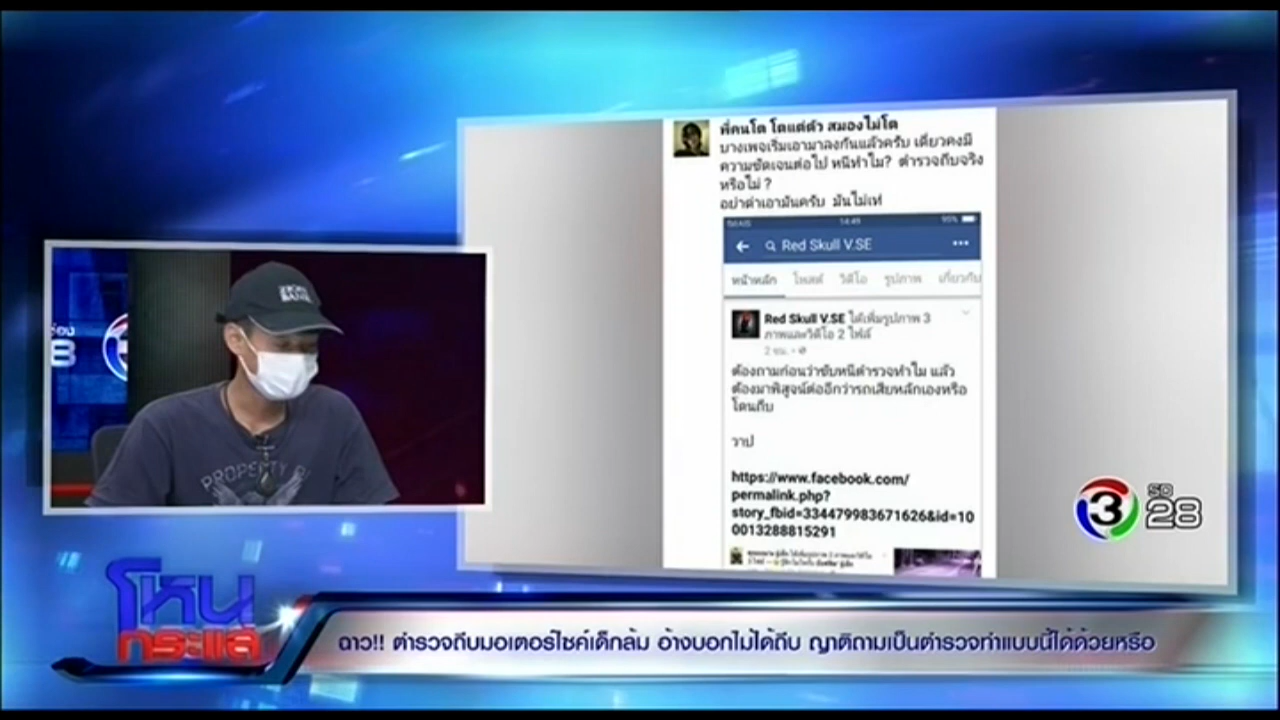 พี่คนโต โตแต่ตัว สมองไม่โต
บางเพจเริ่มเอามาลงกันแล้วครับ เดี๋ยวคงมี
ความชัดเจนต่อไป หนีทำไม? ตำรวจถีบจริง
หรือไม่ ?
อย่าด่าเอามันครับ มันไม่เท่
14:45 95%
Red Skull V.SE
หน้าหลัก โพสต์ วิดีโอ รูปภาพ เกี่ยวกับ
Red Skull V.SE ได้เพิ่มรูปภาพ 3
ภาพและวิดีโอ 2 ไฟล์
2 ชม.
ต้องถามก่อนว่าขับหนีตำรวจทำไม แล้ว
ต้องมาพิสูจน์ต่ออีกว่ารถเสียหลักเองหรือ
โดนถีบ
วาป
https://www.facebook.com/
permalink.php?
story_fbid=334479983671626&id=10
0013288815291
ช่อง
8 3
PROPERTY
3 SD
28
โหน
กระแส
ฉาว!! ตำรวจถีบมอเตอร์ไซค์เด็กล้ม อ้างบอกไม่ได้ถีบ ญาติถามเป็นตำรวจทำแบบนี้ได้ด้วยหรือ